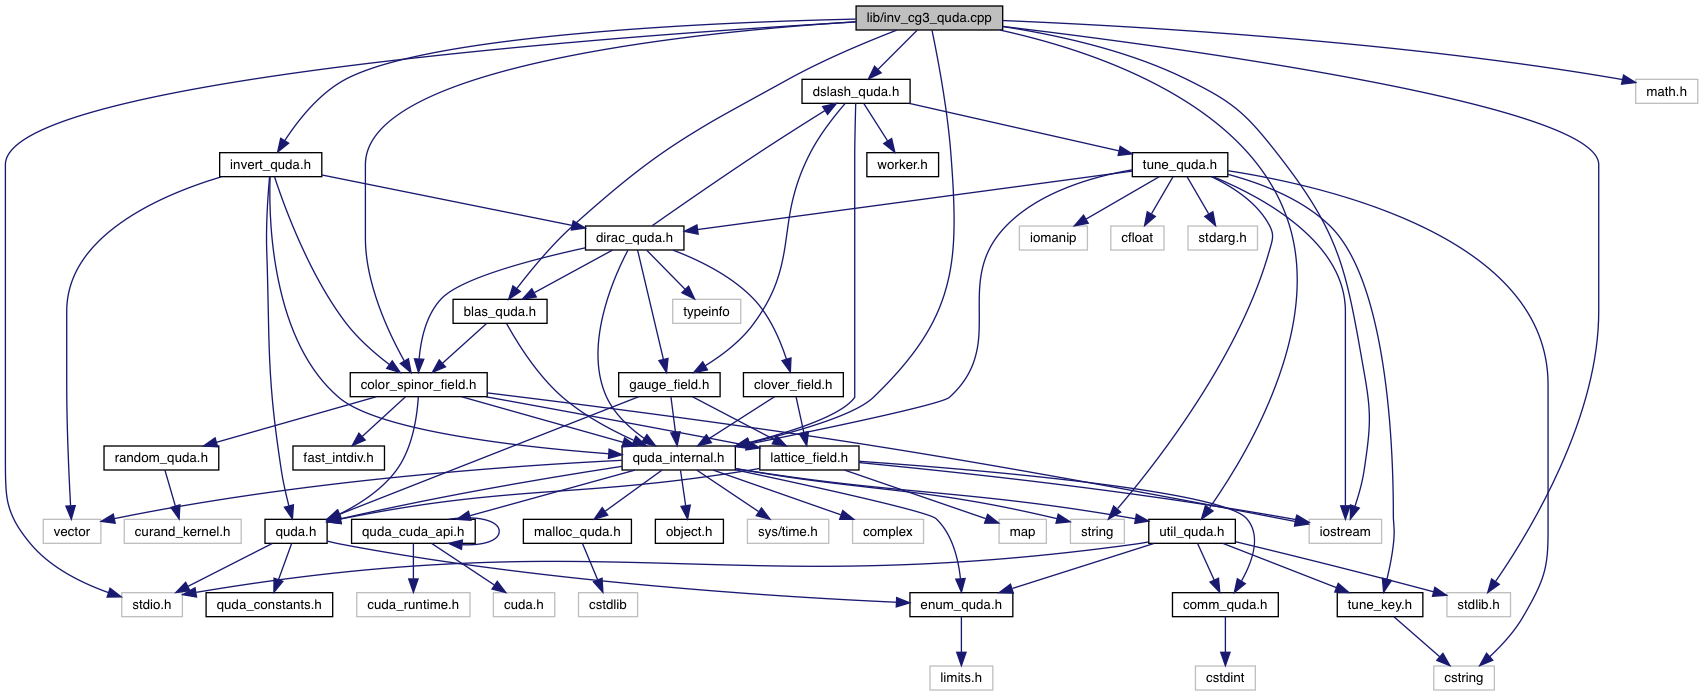 lib/inv_cg3_quda.cpp
dslash_quda.h
math.h
invert_quda.h
worker.h
tune_quda.h
dirac_quda.h
iomanip
cfloat
stdarg.h
blas_quda.h
typeinfo
color_spinor_field.h
gauge_field.h
clover_field.h
random_quda.h
fast_intdiv.h
quda_internal.h
lattice_field.h
vector
curand_kernel.h
quda.h
quda_cuda_api.h
malloc_quda.h
object.h
sys/time.h
complex
map
string
util_quda.h
iostream
stdio.h
quda_constants.h
cuda_runtime.h
cuda.h
cstdlib
enum_quda.h
comm_quda.h
tune_key.h
stdlib.h
limits.h
cstdint
cstring